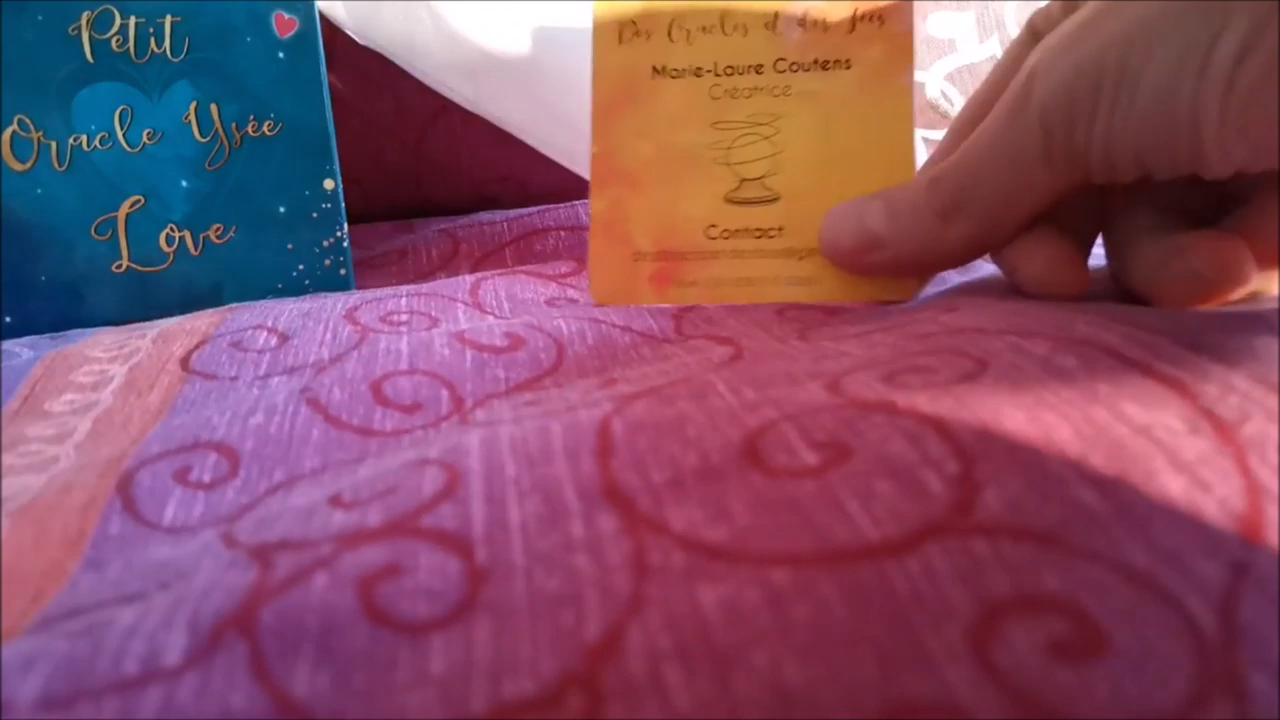 Petit
Oracle Ysée
Love
Des Oracles et des fées
Marie-Laure Coutens
Créatrice
Contact